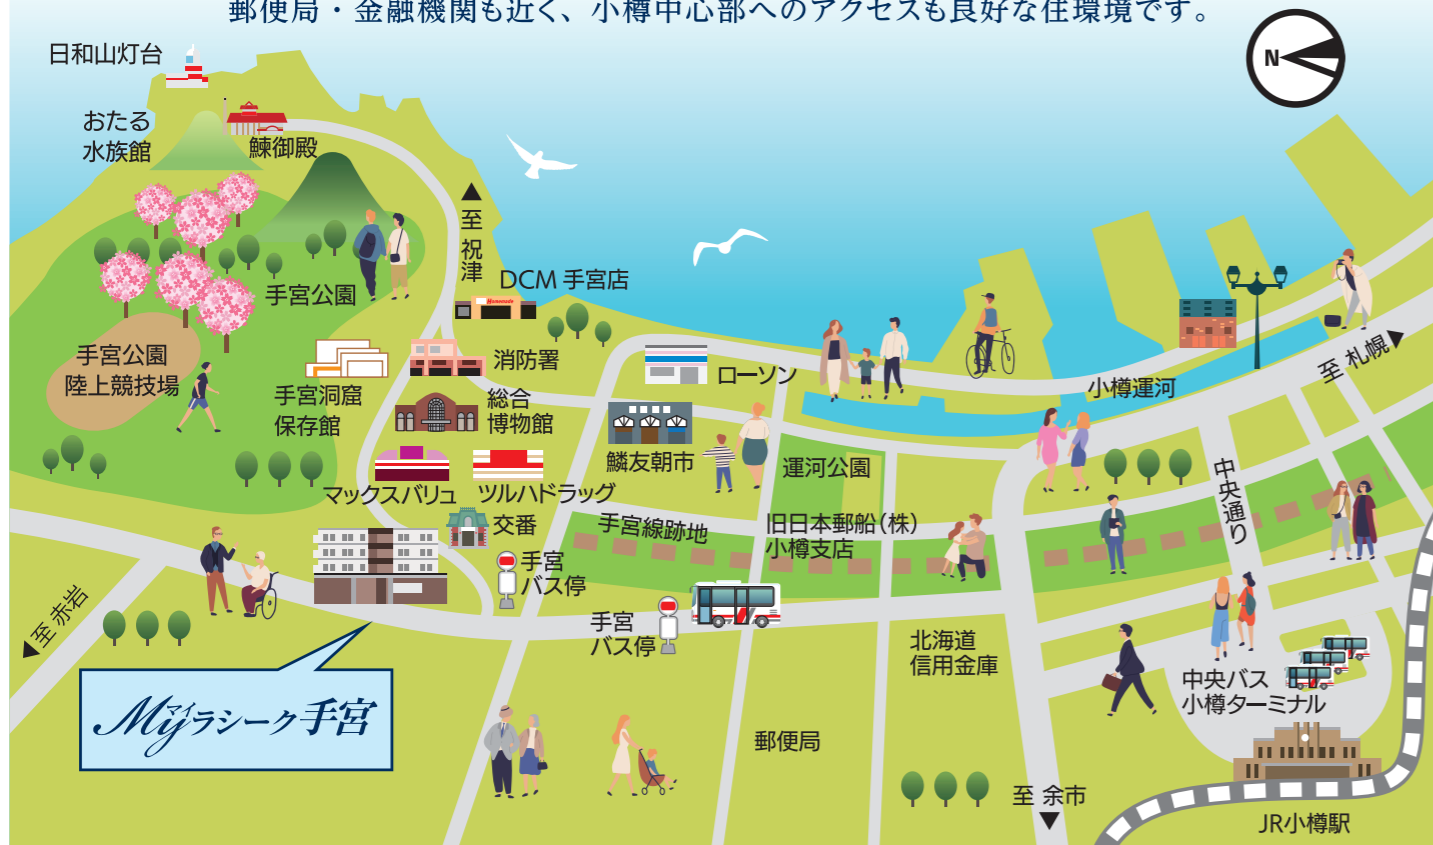 郵便局・金融機関も近く、小樽中心部へのアクセスも良好な住環境です。
日和山灯台
N
おたる
水族館
鰊御殿
▲至 祝津
DCM 手宮店
Homemade
手宮公園
手宮公園
陸上競技場
手宮洞窟
保存館
消防署
総合
博物館
ローソン
小樽運河
至 札幌▶
鱗友朝市
運河公園
マックスバリュ
ツルハドラッグ
交番
手宮線跡地
旧日本郵船(株)
小樽支店
中央通り
手宮
バス停
手宮
バス停
◀至 赤岩
北海道
信用金庫
中央バス
小樽ターミナル
Myラシーク手宮
マイ
郵便局
至 余市
▼
JR小樽駅